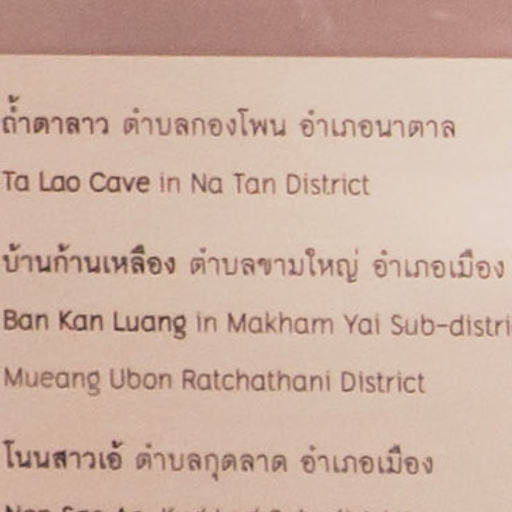 ถ้ำตาลาว ตำบลกองโพน อำเภอนาตาล
Ta Lao Cave in Na Tan District
บ้านก้านเหลือง ตำบลขามใหญ่ อำเภอเมือง
Ban Kan Luang in Makham Yai Sub-distri
Mueang Ubon Ratchathani District
โนนสาวเอ้ ตำบลกุดลาด อำเภอเมือง